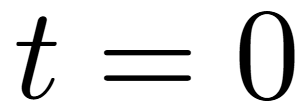 t = 0